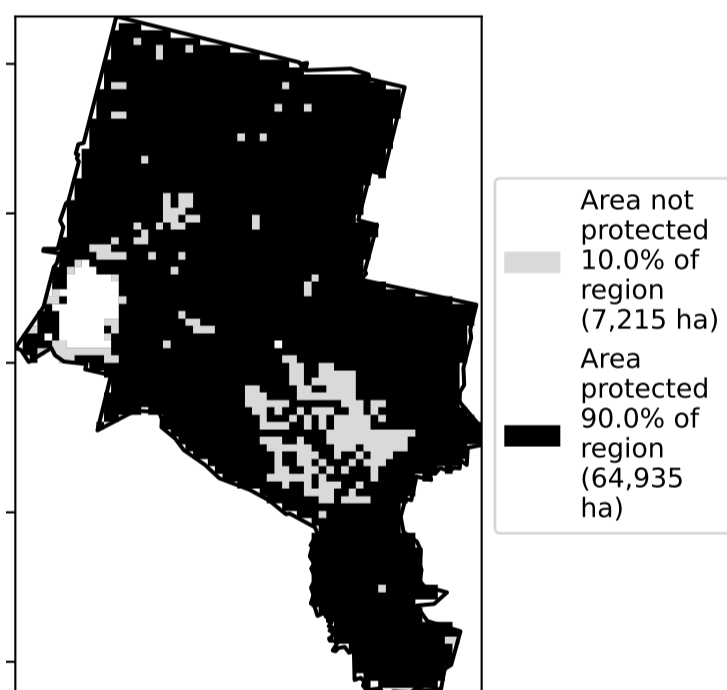 Area not
protected
10.0% of
region
(7,215 ha)
Area
protected
90.0% of
region
(64,935
ha)